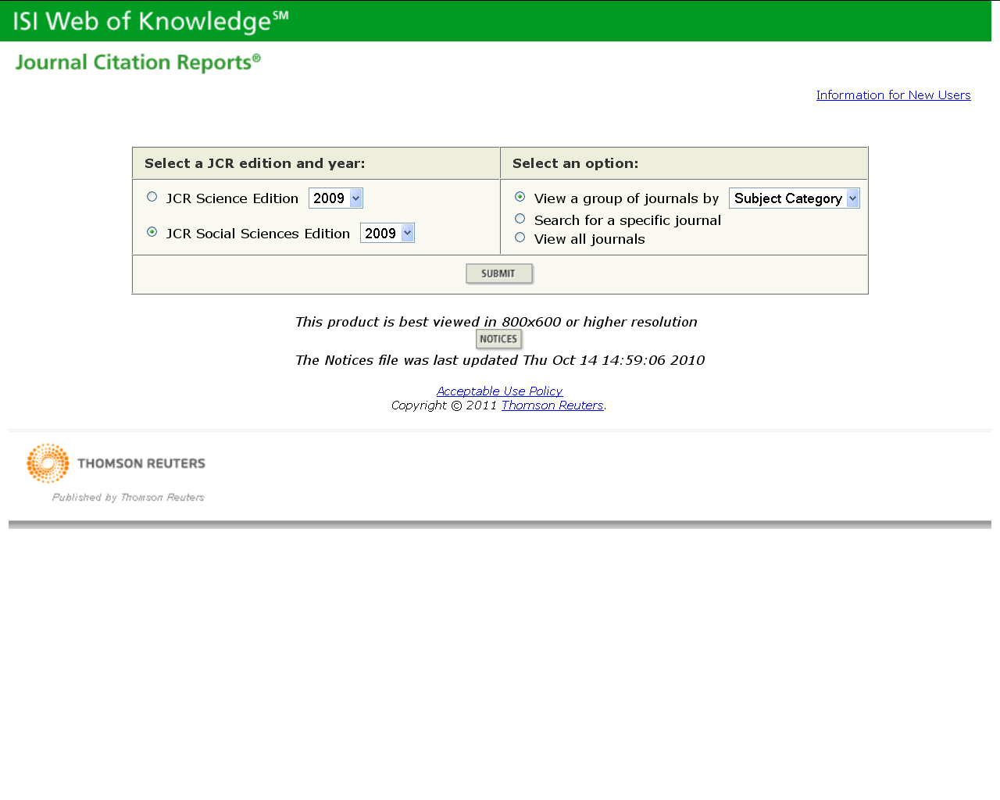 ISI Web of Knowledge℠
Journal Citation Reports®
Information for New Users
Select a JCR edition and year:
Select an option:
JCR Science Edition 2009
View a group of journals by Subject Category
Search for a specific journal
JCR Social Sciences Edition 2009
View all journals
SUBMIT
This product is best viewed in 800x600 or higher resolution
NOTICES
The Notices file was last updated Thu Oct 14 14:59:06 2010
Acceptable Use Policy
Copyright © 2011 Thomson Reuters.
THOMSON REUTERS
Published by Thomson Reuters